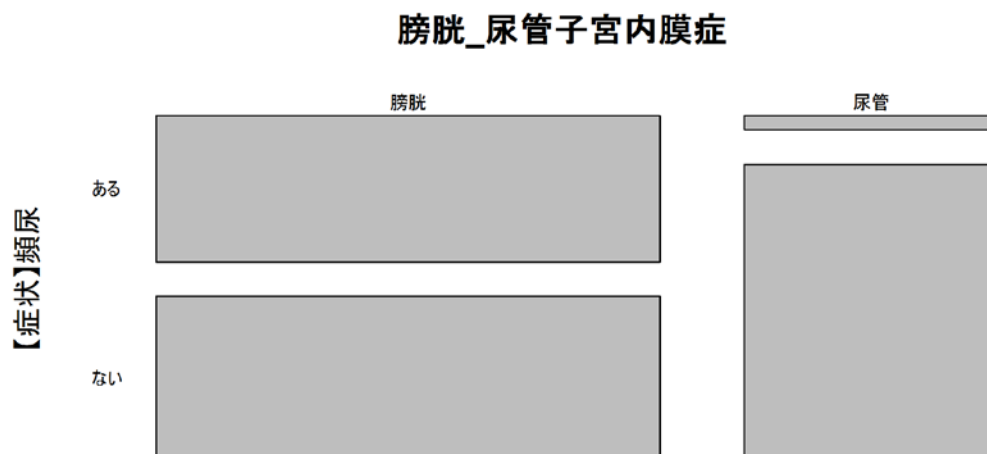 膀胱_尿管子宮内膜症
膀胱
尿管
ある
【症状】頻尿
ない